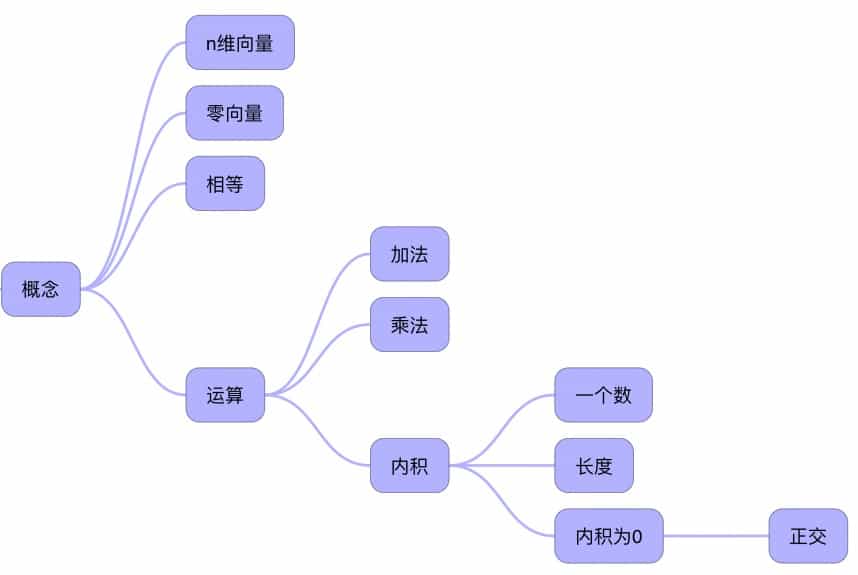 n维向量
零向量
相等
概念
加法
乘法
运算
一个数
内积
长度
内积为0
正交